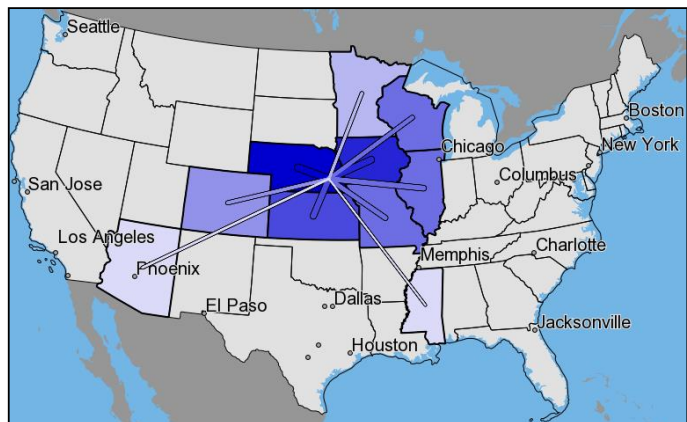 Seattle
Boston
Chicago
New York
Columbus
San Jose
Los Angeles
Memphis
Charlotte
Phoenix
Dallas
El Paso
Jacksonville
Houston